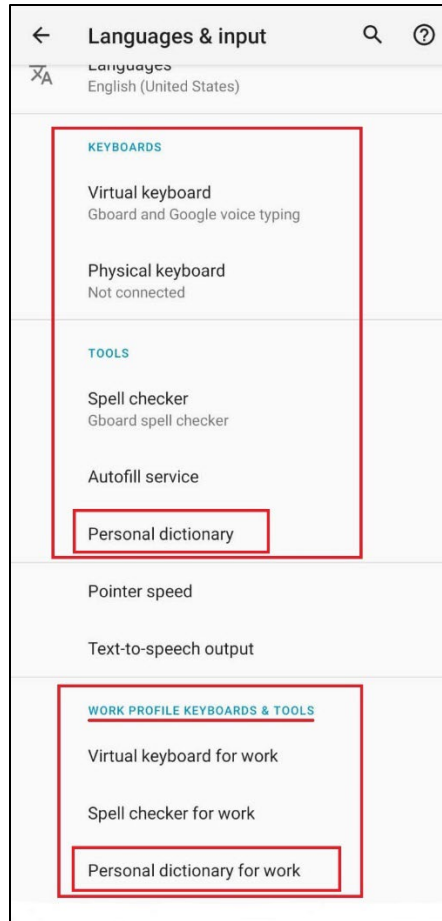 Languages & input
Languages
English (United States)
KEYBOARDS
Virtual keyboard
Gboard and Google voice typing
Physical keyboard
Not connected
TOOLS
Spell checker
Gboard spell checker
Autofill service
Personal dictionary
Pointer speed
Text-to-speech output
WORK PROFILE KEYBOARDS & TOOLS
Virtual keyboard for work
Spell checker for work
Personal dictionary for work